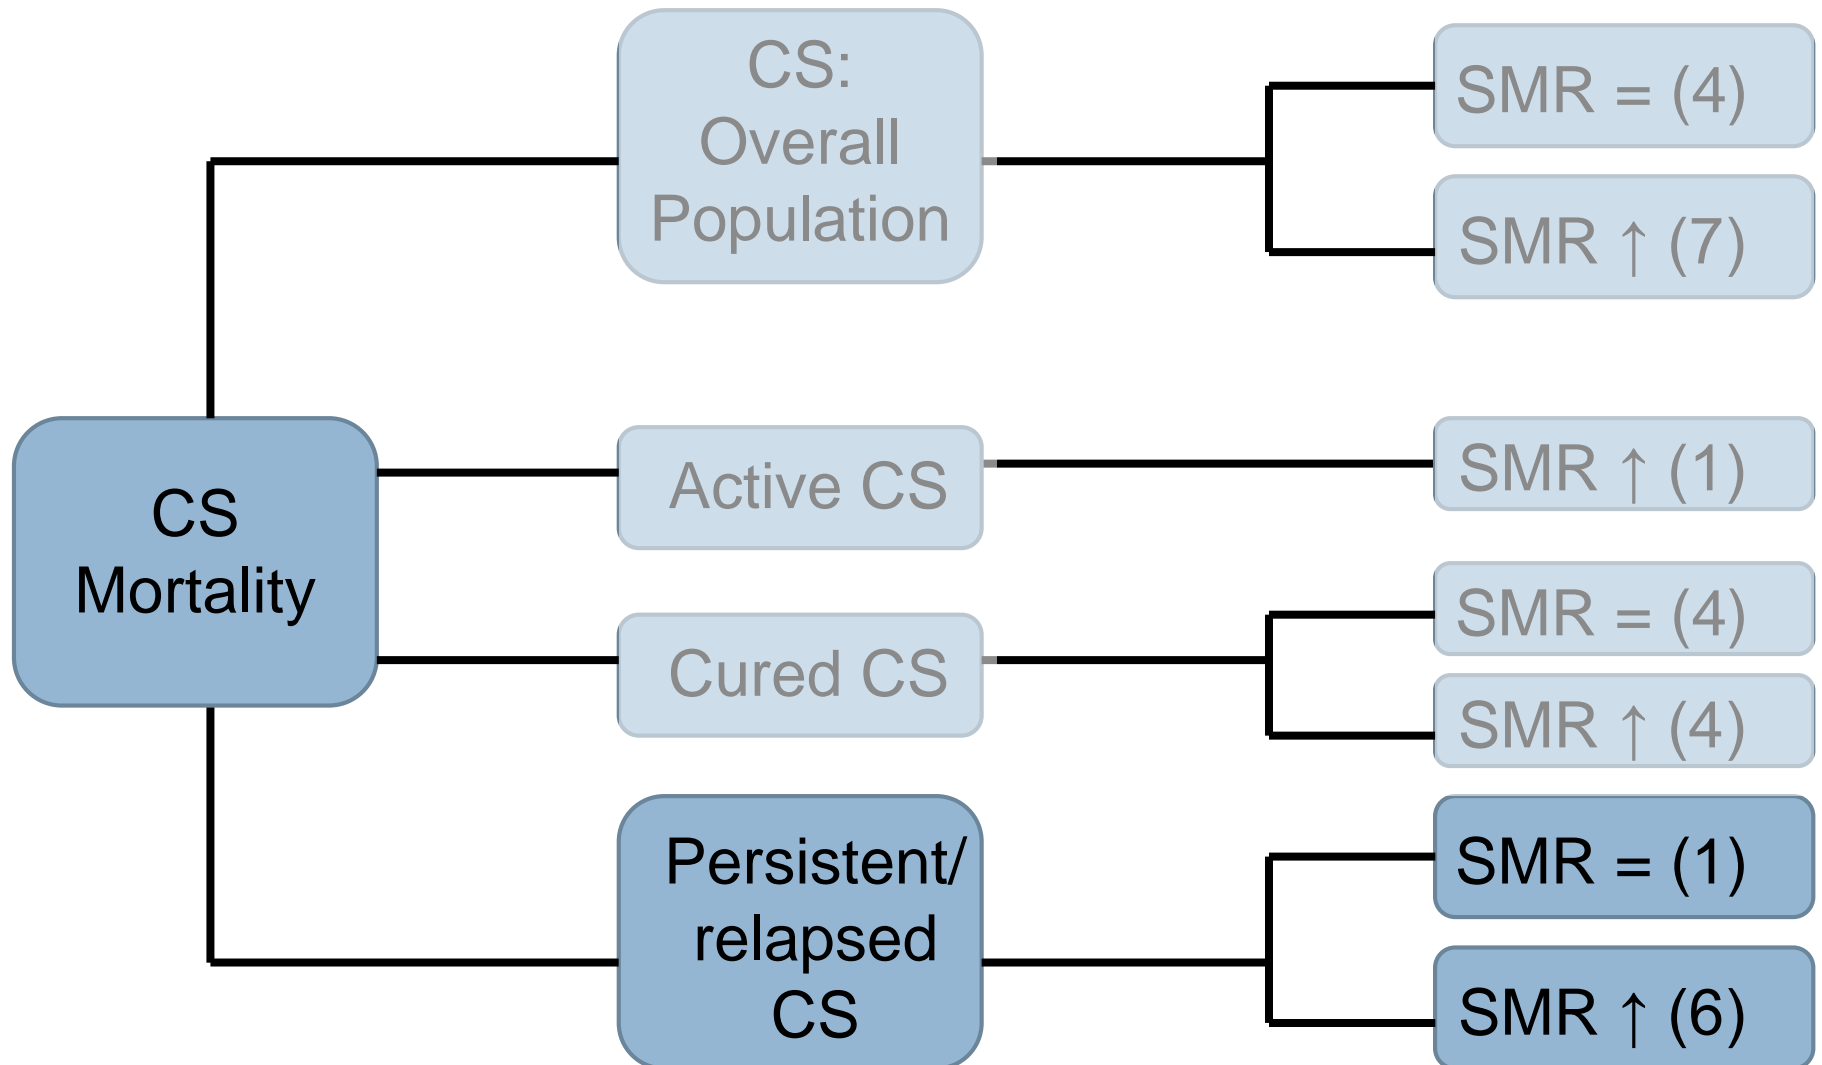 CS:
Overall
Population
SMR = (4)
SMR ↑ (7)
CS
Mortality
Active CS
SMR ↑ (1)
Cured CS
SMR = (4)
SMR ↑ (4)
Persistent/
relapsed
CS
SMR = (1)
SMR ↑ (6)